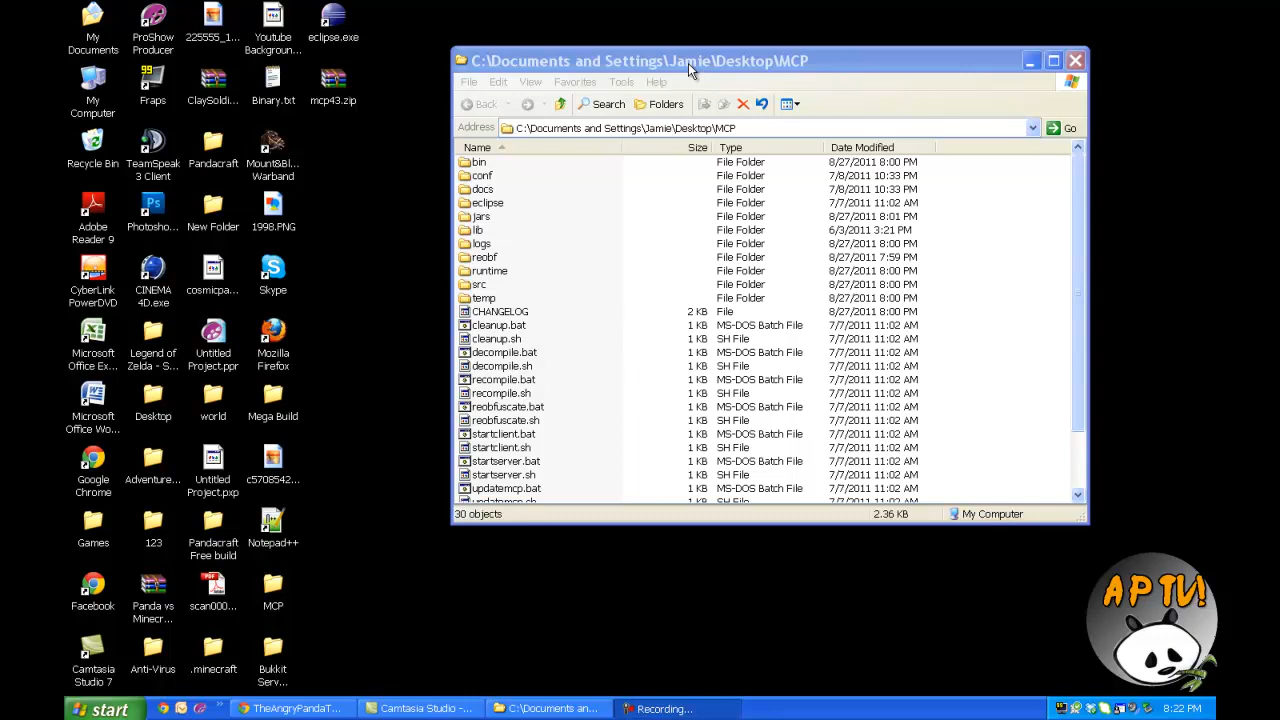 My Documents
ProShow Producer
225555_1...
Youtube Backgroun...
eclipse.exe
My Computer
99
Fraps
ClaySoldi...
Binary.txt
mcp43.zip
Recycle Bin
TeamSpeak 3 Client
Pandacraft
Mount&Bl... Warband
Adobe Reader 9
Photosho...
New Folder
1998.PNG
CyberLink PowerDVD
CINEMA 4D.exe
cosmicpa...
Skype
Microsoft Office Ex...
Legend of Zelda - S...
Untitled Project.ppr
Mozilla Firefox
Microsoft Office Wo...
Desktop
world
Mega Build
Google Chrome
Adventure...
Untitled Project.pxp
c5708542...
Games
123
Pandacraft Free build
Notepad++
Facebook
Panda vs Minecr...
scan000...
MCP
Camtasia Studio 7
Anti-Virus
.minecraft
Bukkit Serv...
C:\Documents and Settings\Jamie\Desktop\MCP
File Edit View Favorites Tools Help
Back Search Folders
Address C:\Documents and Settings\Jamie\Desktop\MCP Go
Name Size Type Date Modified
bin File Folder 8/27/2011 8:00 PM
conf File Folder 7/8/2011 10:33 PM
docs File Folder 7/8/2011 10:33 PM
eclipse File Folder 7/7/2011 11:02 AM
jars File Folder 8/27/2011 8:01 PM
lib File Folder 6/3/2011 3:21 PM
logs File Folder 8/27/2011 8:00 PM
reobf File Folder 8/27/2011 7:59 PM
runtime File Folder 8/27/2011 8:00 PM
src File Folder 8/27/2011 8:00 PM
temp File Folder 8/27/2011 8:00 PM
CHANGELOG 2 KB File 8/27/2011 8:00 PM
cleanup.bat 1 KB MS-DOS Batch File 7/7/2011 11:02 AM
cleanup.sh 1 KB SH File 7/7/2011 11:02 AM
decompile.bat 1 KB MS-DOS Batch File 7/7/2011 11:02 AM
decompile.sh 1 KB SH File 7/7/2011 11:02 AM
recompile.bat 1 KB MS-DOS Batch File 7/7/2011 11:02 AM
recompile.sh 1 KB SH File 7/7/2011 11:02 AM
reobfuscate.bat 1 KB MS-DOS Batch File 7/7/2011 11:02 AM
reobfuscate.sh 1 KB SH File 7/7/2011 11:02 AM
startclient.bat 1 KB MS-DOS Batch File 7/7/2011 11:02 AM
startclient.sh 1 KB SH File 7/7/2011 11:02 AM
startserver.bat 1 KB MS-DOS Batch File 7/7/2011 11:02 AM
startserver.sh 1 KB SH File 7/7/2011 11:02 AM
updatemcp.bat 1 KB MS-DOS Batch File 7/7/2011 11:02 AM
updatemcp.sh 1 KB SH File 7/7/2011 11:02 AM
30 objects 2.36 KB My Computer
AP TV!
start
TheAngryPandaT...
Camtasia Studio -...
C:\Documents an...
Recording...
8:22 PM